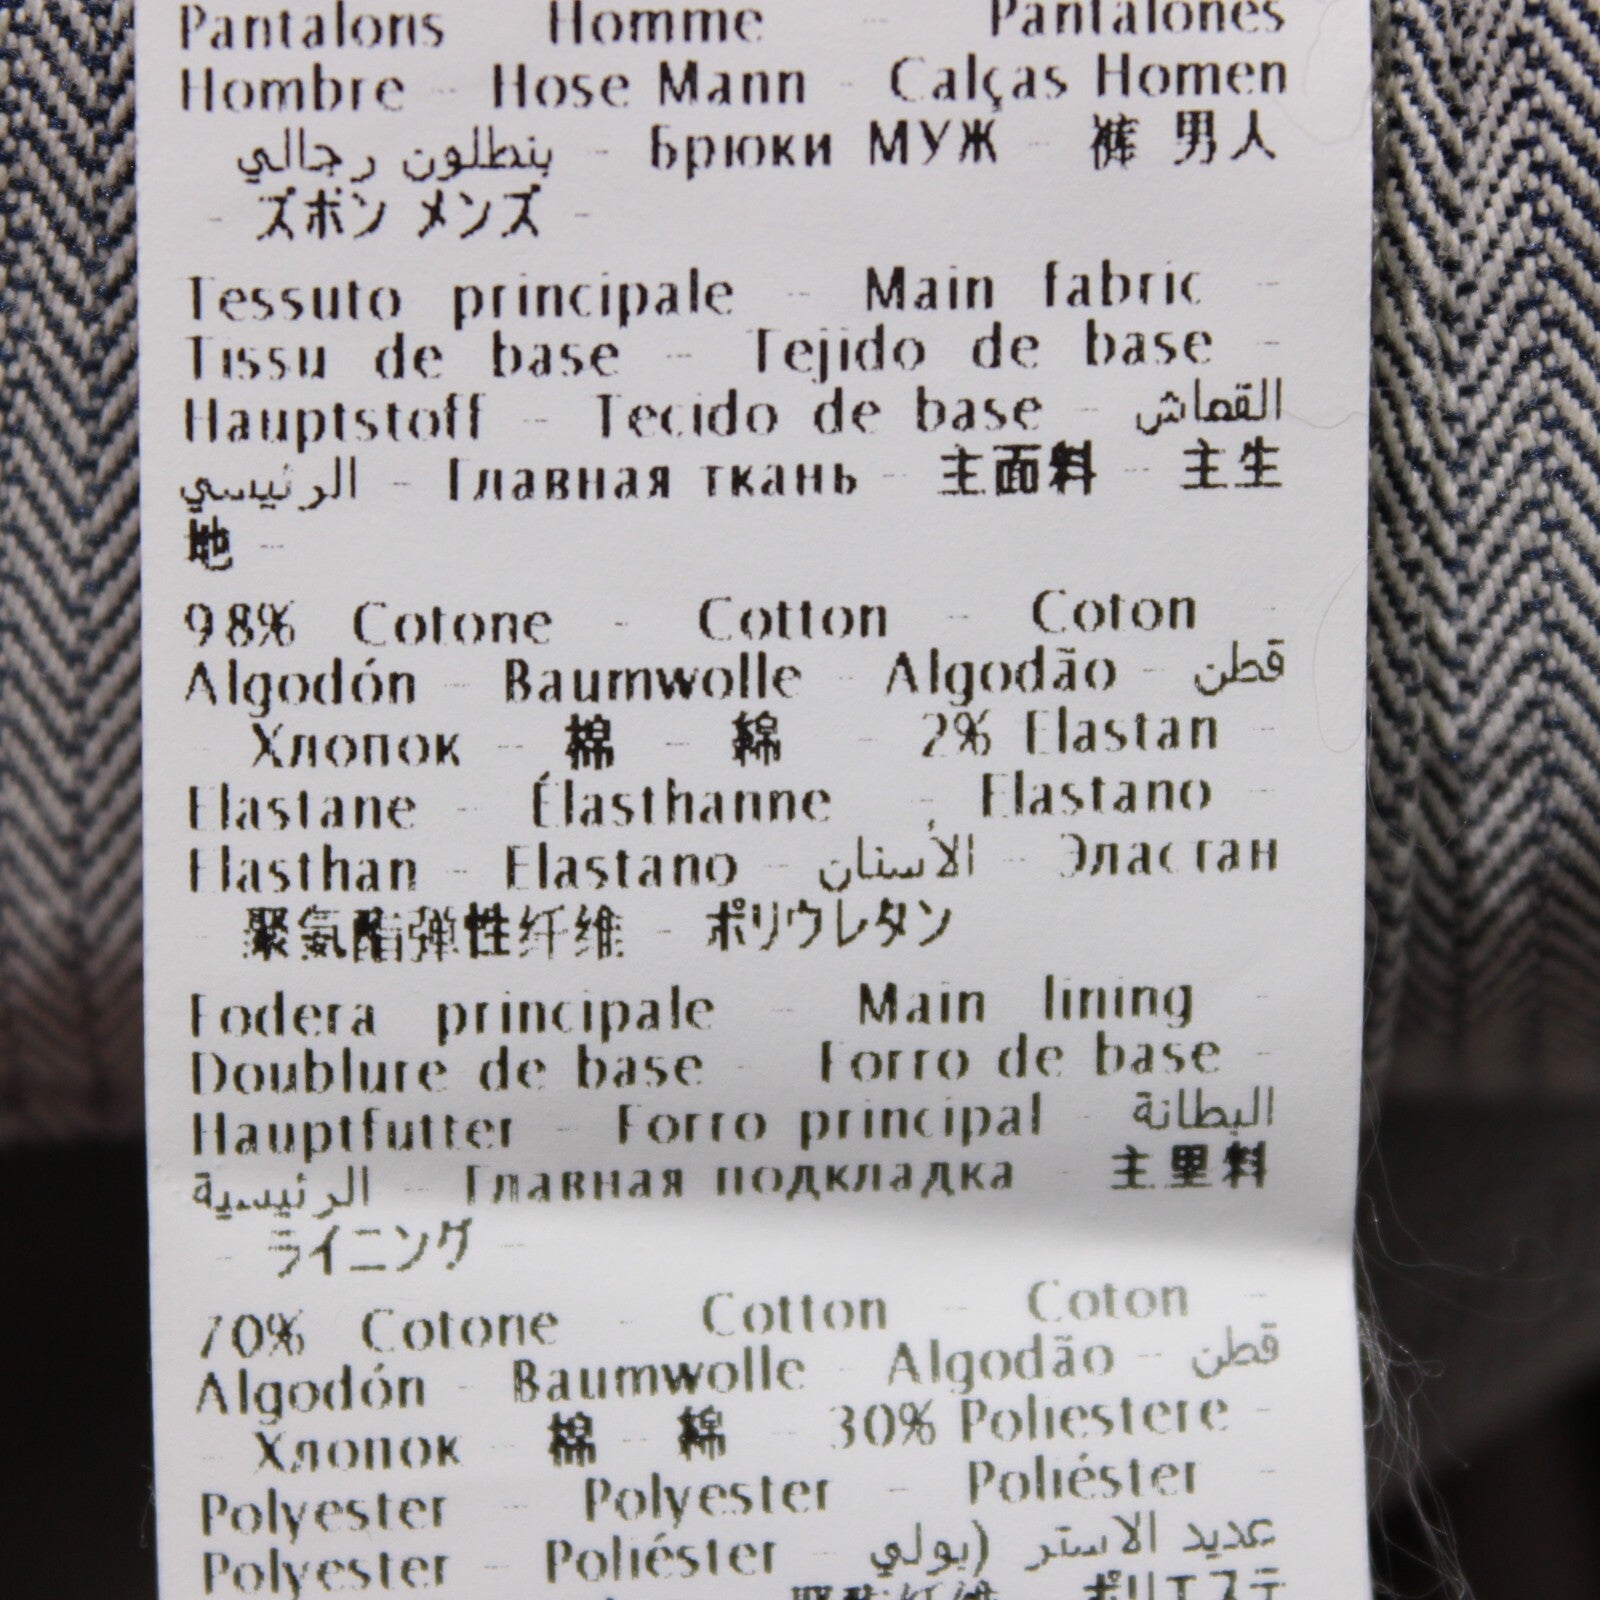 Pantalons Homme - Pantalones
Hombre - Hose Mann - Calças Homen
بنطلون رجالي - Брюки МУЖ - 裤 男人
- ズボン メンズ -
Tessuto principale - Main fabric -
Tissu de base - Tejido de base -
Hauptstoff - Tecido de base - القماش
الرئيسي - Главная ткань - 主面料 - 主生
地 -
98% Cotone - Cotton - Coton -
Algodón - Baumwolle - Algodão - قطن
- Хлопок - 棉 - 綿 - 2% Elastan -
Elastane - Élasthanne - Elastano -
Elasthan - Elastano - الأستان - Эластан
- 聚氨酯弹性纤维 - ポリウレタン
Fodera principale - Main lining -
Doublure de base - Forro de base -
Hauptfutter - Forro principal - البطانة
الرئيسية - Главная подкладка - 主里料
- ライニング -
70% Cotone - Cotton - Coton -
Algodón - Baumwolle - Algodão - قطن
- Хлопок - 棉 - 綿 - 30% Poliestere -
Polyester - Polyester - Poliéster -
Polyester - Poliéster - عديد الاستر (بولي
ポリエステ